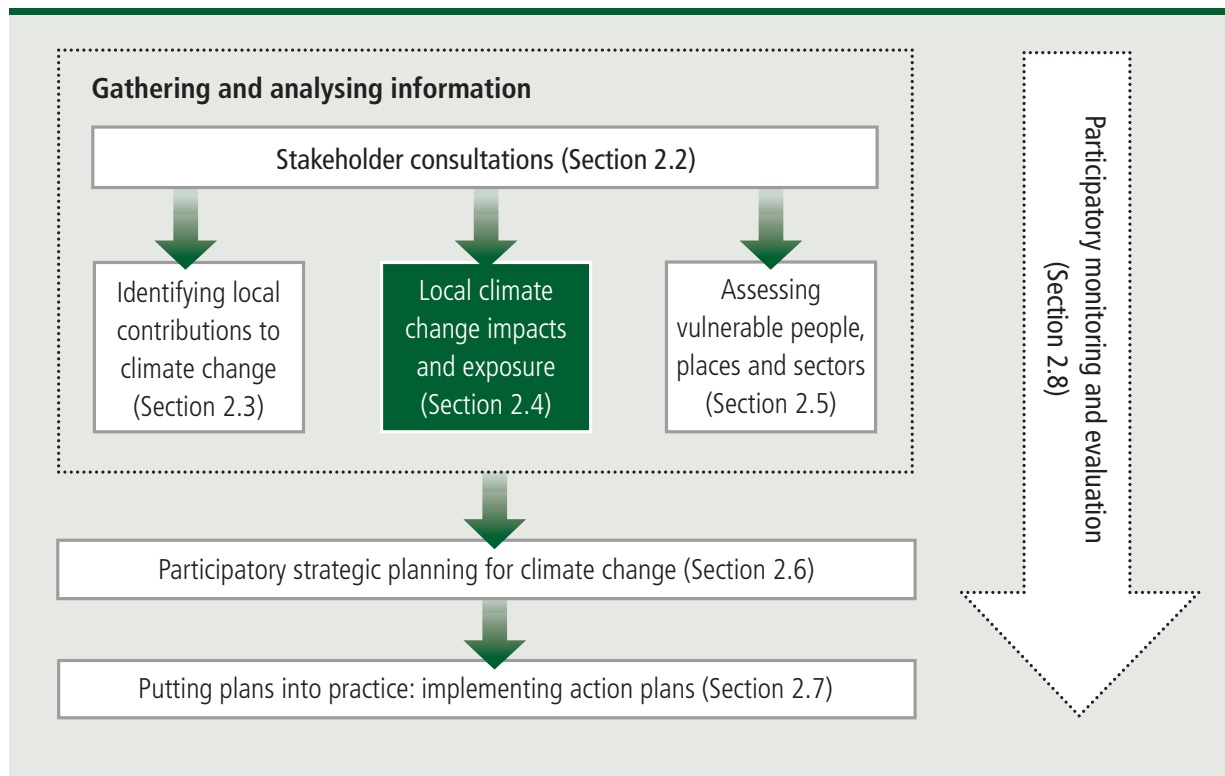 Gathering and analysing information
Stakeholder consultations (Section 2.2)
Identifying local
contributions to
climate change
(Section 2.3)
Local climate
change impacts
and exposure
(Section 2.4)
Assessing
vulnerable people,
places and sectors
(Section 2.5)
Participatory strategic planning for climate change (Section 2.6)
Putting plans into practice: implementing action plans (Section 2.7)
Participatory monitoring and evaluation
(Section 2.8)